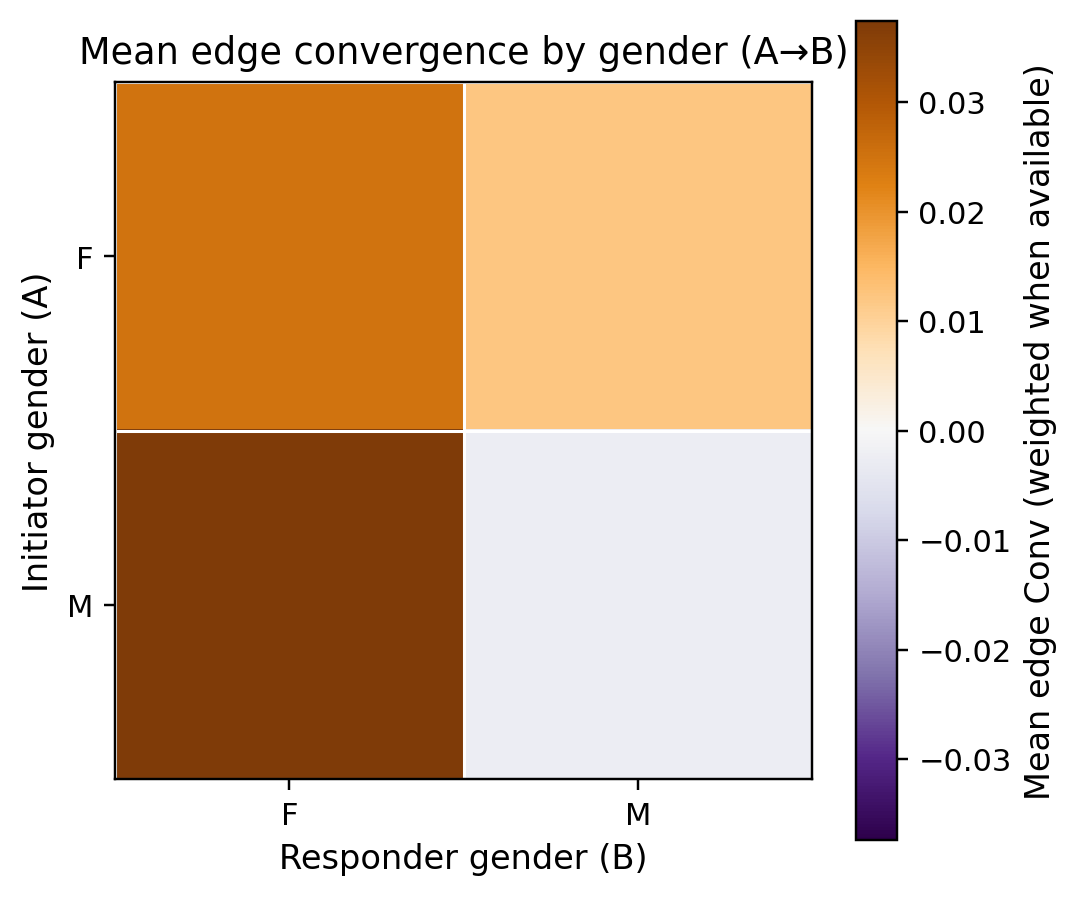 Mean edge convergence by gender (A→B)
Initiator gender (A)
F
M
F
M
Responder gender (B)
0.03
0.02
0.01
0.00
−0.01
−0.02
−0.03
Mean edge Conv (weighted when available)